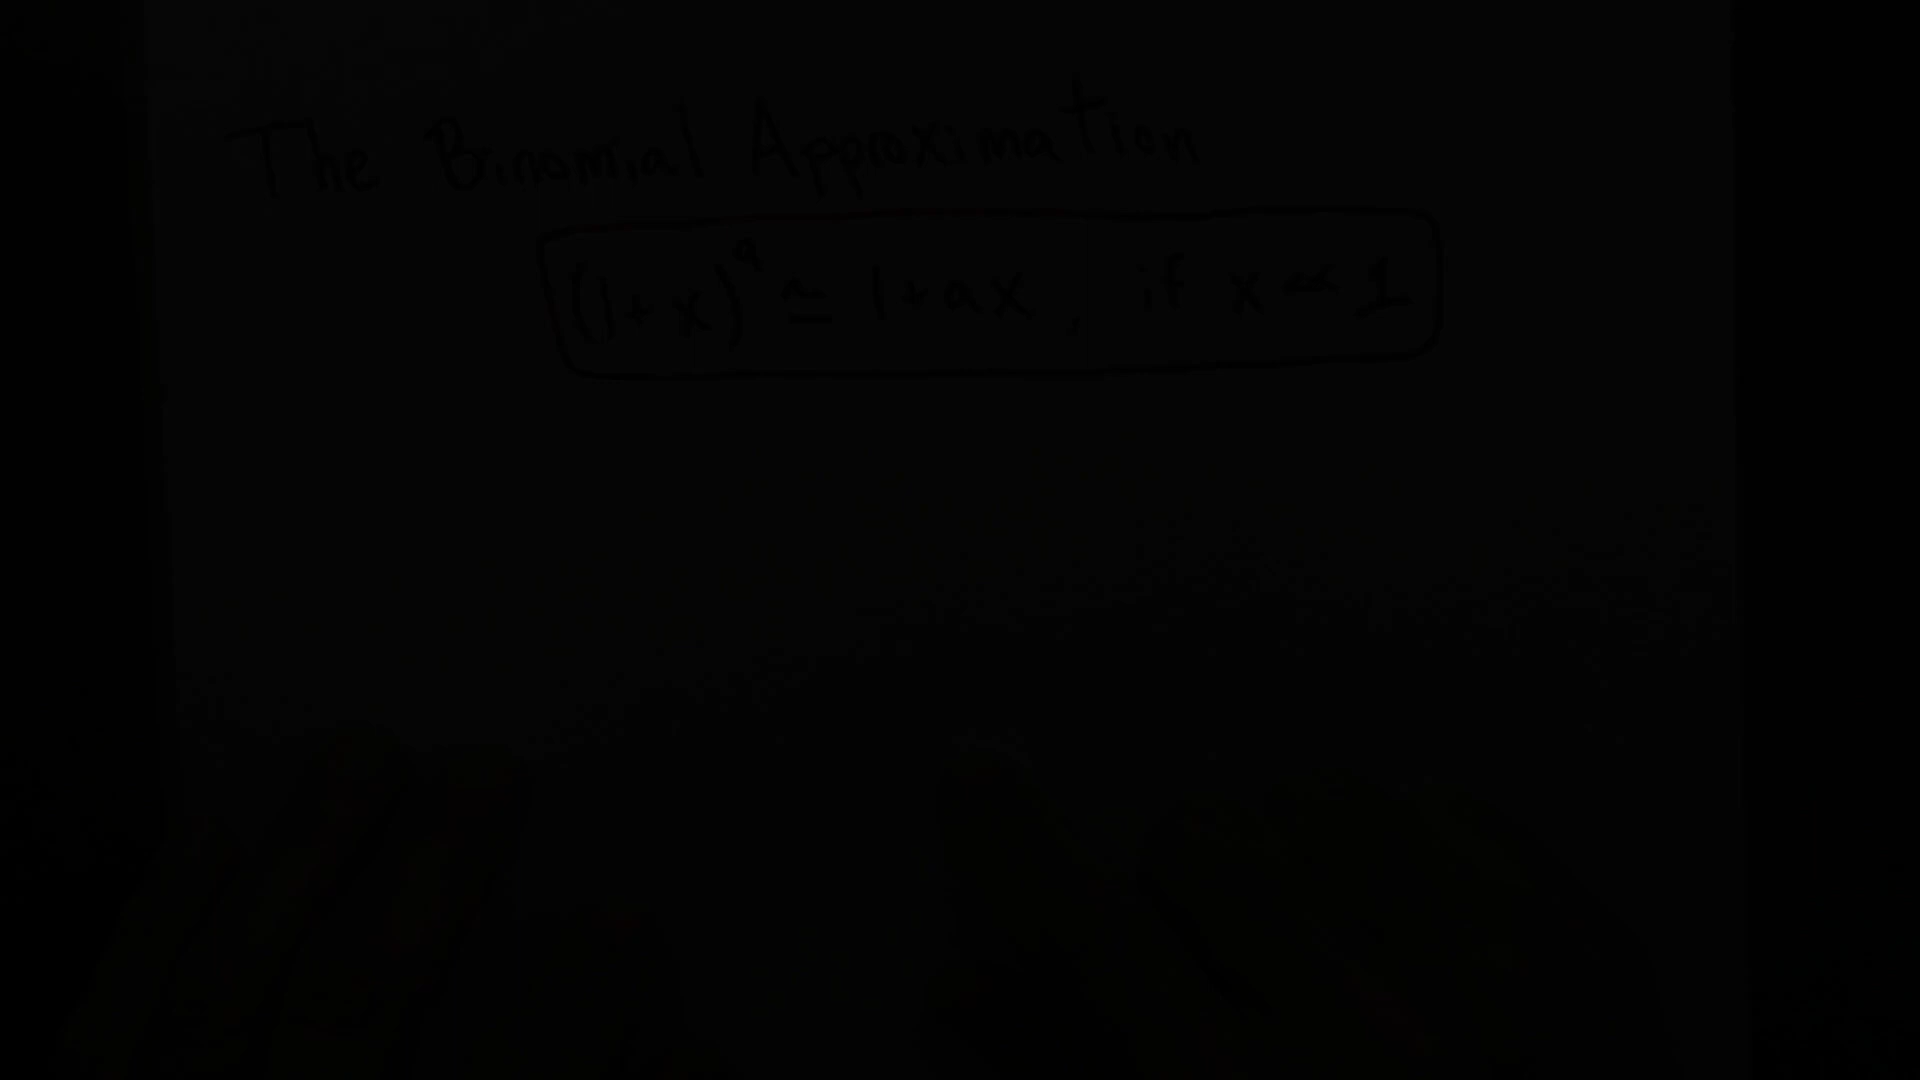 The Binomial Approximation
(1+x)^a ≃ 1+ax, if x << 1